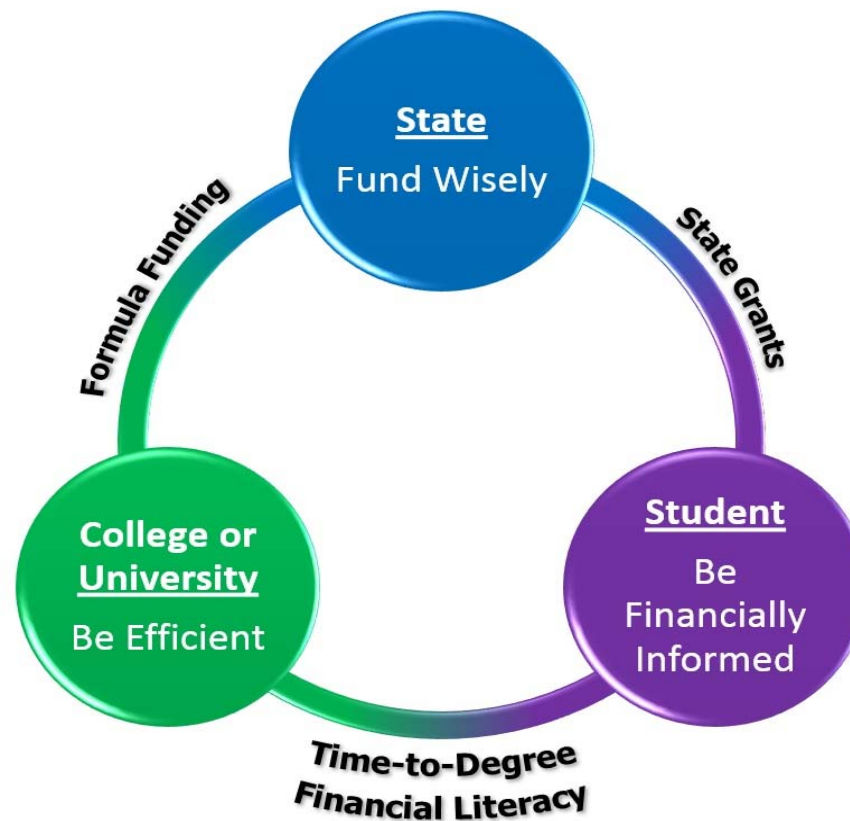 State
Fund Wisely
Formula Funding
State Grants
College or
University
Be Efficient
Student
Be
Financially
Informed
Time-to-Degree
Financial Literacy